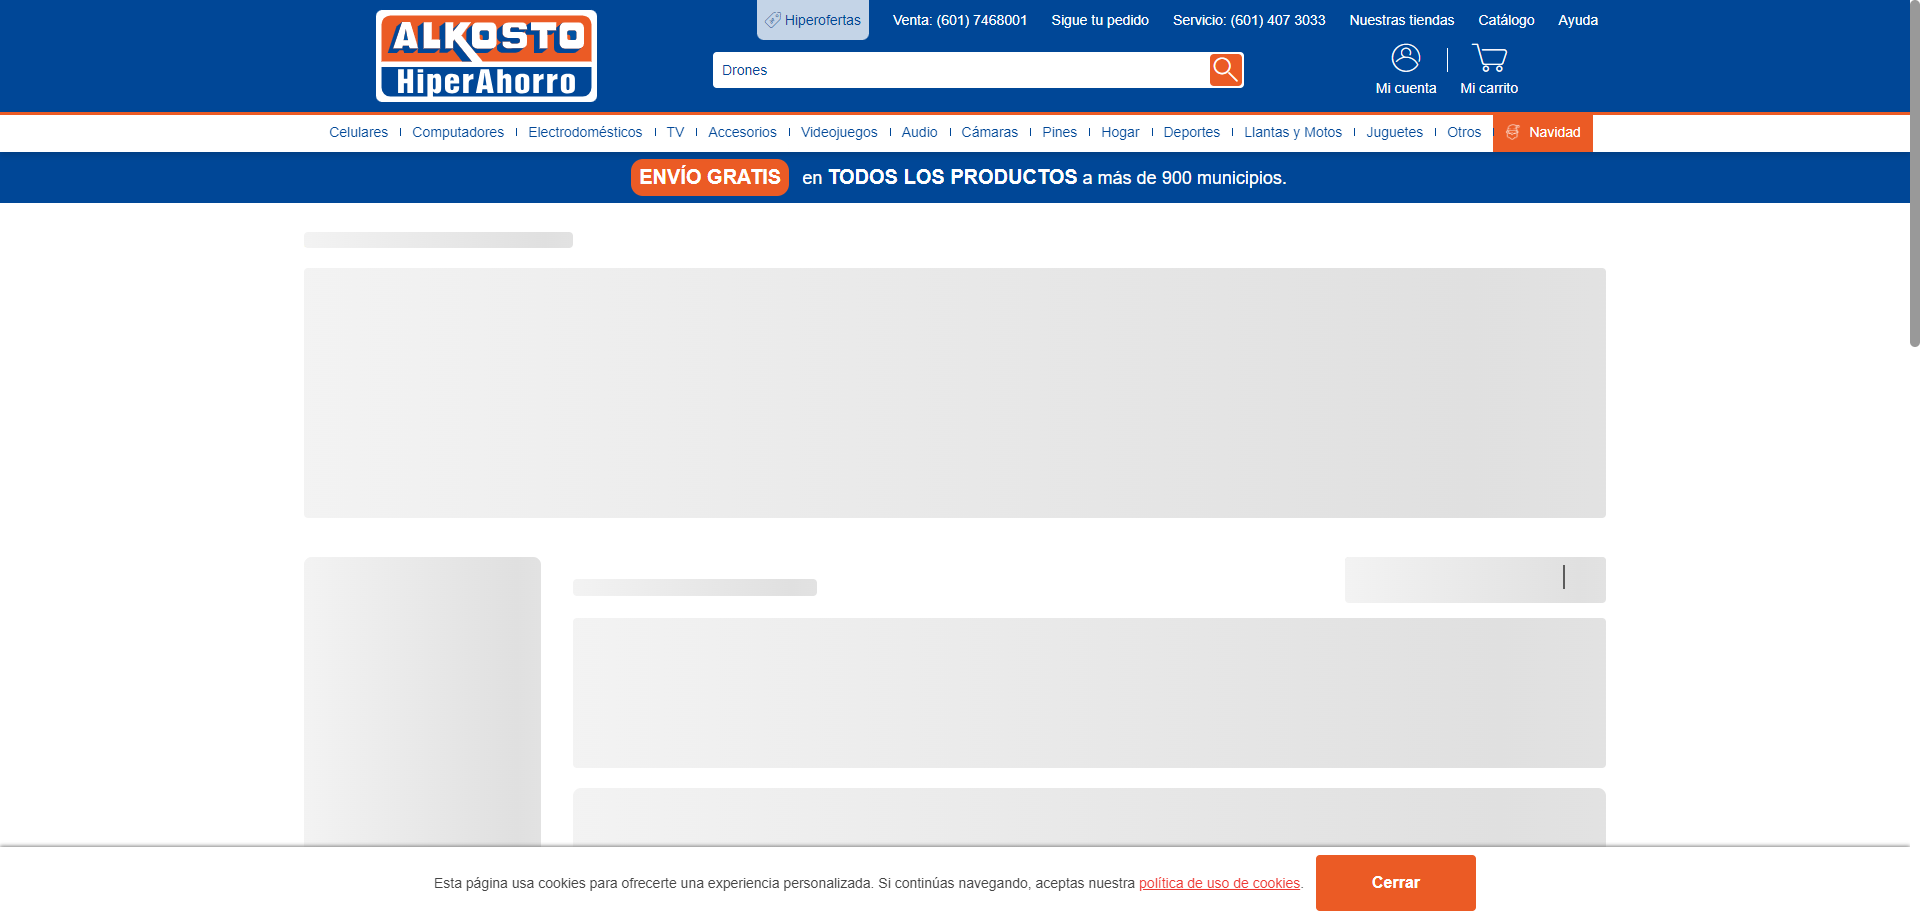 ALKOSTO
HiperAhorro
Hiperofertas
Venta: (601) 7468001
Sigue tu pedido
Servicio: (601) 407 3033
Nuestras tiendas
Catálogo
Ayuda
Drones
Mi cuenta
Mi carrito
Celulares
Computadores
Electrodomésticos
TV
Accesorios
Videojuegos
Audio
Cámaras
Pines
Hogar
Deportes
Llantas y Motos
Juguetes
Otros
Navidad
ENVÍO GRATIS en TODOS LOS PRODUCTOS a más de 900 municipios.
Esta página usa cookies para ofrecerte una experiencia personalizada. Si continúas navegando, aceptas nuestra política de uso de cookies.
Cerrar